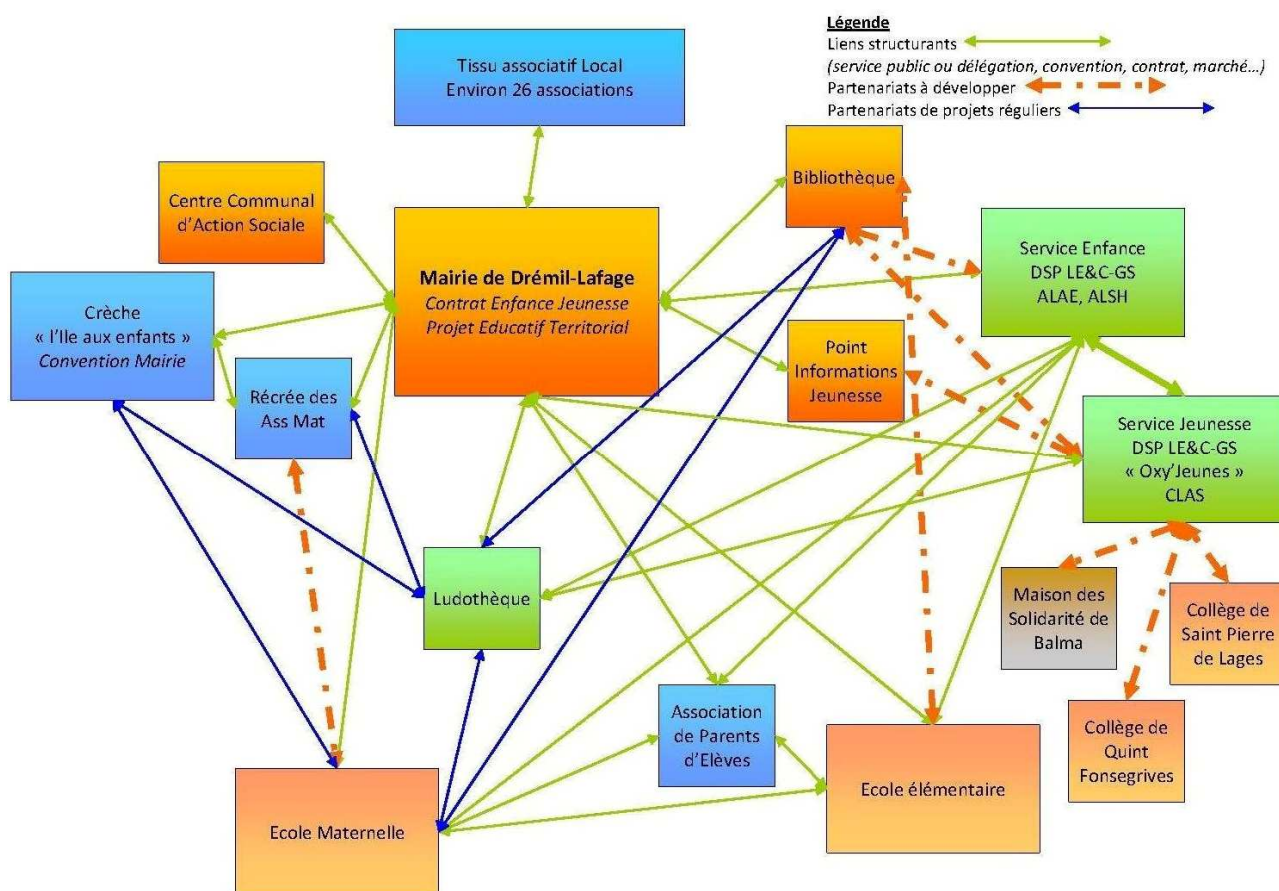 Légende
Liens structurants
(service public ou délégation, convention, contrat, marché...)
Partenariats à développer
Partenariats de projets réguliers
Tissu associatif Local
Environ 26 associations
Centre Communal
d'Action Sociale
Mairie de Drémil-Lafage
Contrat Enfance Jeunesse
Projet Educatif Territorial
Bibliothèque
Service Enfance
DSP LE&C-GS
ALAE, ALSH
Crèche
« l'Ile aux enfants »
Convention Mairie
Récrée des
Ass Mat
Point
Informations
Jeunesse
Service Jeunesse
DSP LE&C-GS
« Oxy'Jeunes »
CLAS
Ludothèque
Maison des
Solidarité de
Balma
Collège de
Saint Pierre
de Lages
Association
de Parents
d'Elèves
Collège de
Quint
Fonsegrives
Ecole Maternelle
Ecole élémentaire